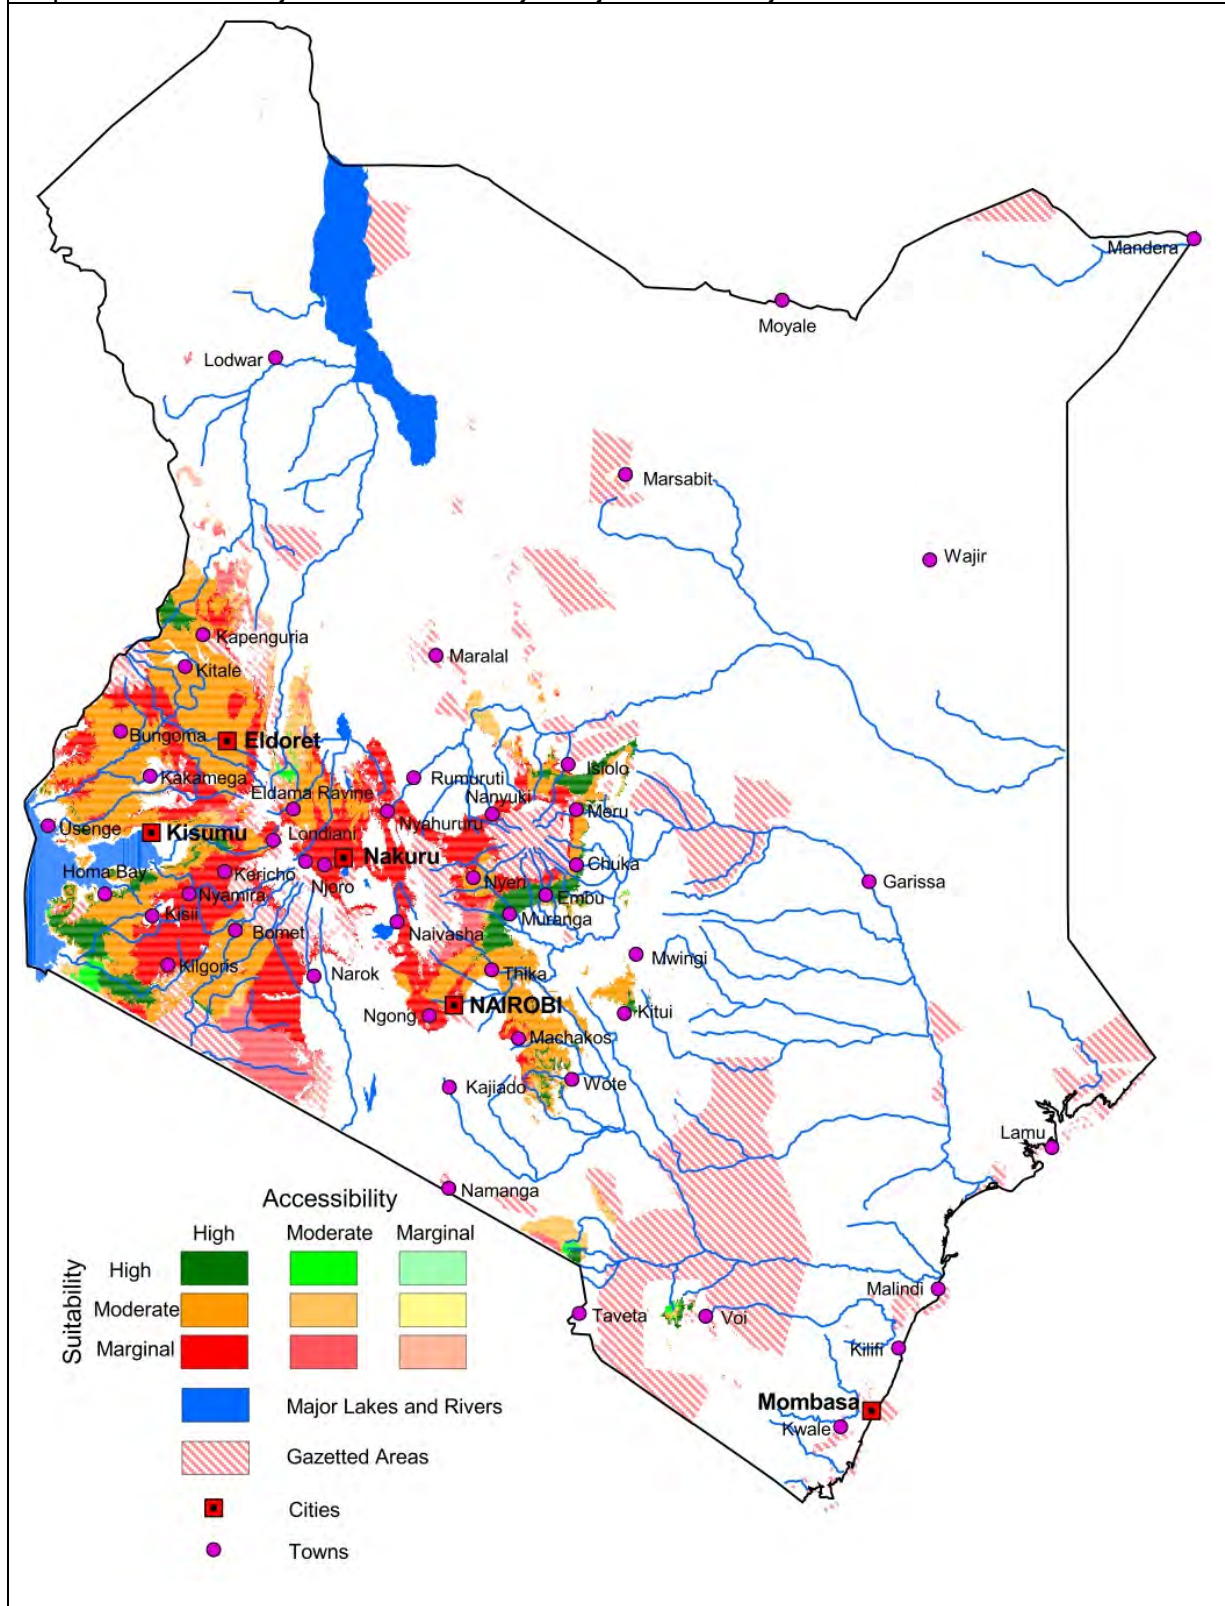 Mandera
Moyale
Lodwar
Marsabit
Wajir
Kapenguria
Maralal
Kitale
Bungoma
Eldoret
Isiolo
Kakamega
Rumuruti
Eldama Ravine
Nanyuki
Meru
Usenge
Kisumu
Londiani
Nyahururu
Nakuru
Chuka
Homa Bay
Kericho
Njoro
Nyeri
Garissa
Nyamira
Embu
Kisii
Muranga
Bomet
Naivasha
Mwingi
Kilgoris
Narok
Thika
NAIROBI
Ngong
Kitui
Machakos
Kajiado
Wote
Lamu
Namanga
Accessibility
High
Moderate
Marginal
Suitability
High
Moderate
Marginal
Malindi
Taveta
Voi
Kilifi
Major Lakes and Rivers
Mombasa
Kwale
Gazetted Areas
Cities
Towns